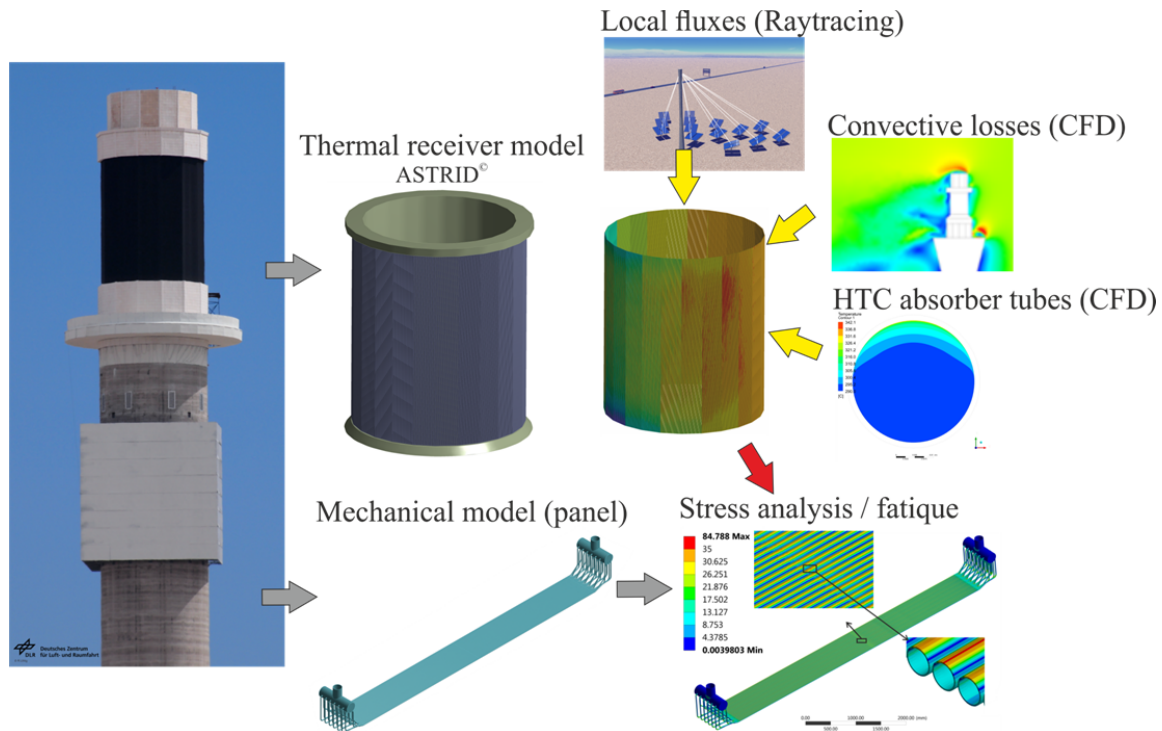 Local fluxes (Raytracing)
Convective losses (CFD)
Thermal receiver model
ASTRID©
HTC absorber tubes (CFD)
Temperature
Mechanical model (panel)
Stress analysis / fatique
84.788 Max
35
30.625
26.251
21.876
17.502
13.127
8.753
4.3785
0.0039803 Min
DLR
Deutsches Zentrum
für Luft- und Raumfahrt
0.00 1000.00 2000.00 (mm)
500.00 1500.00